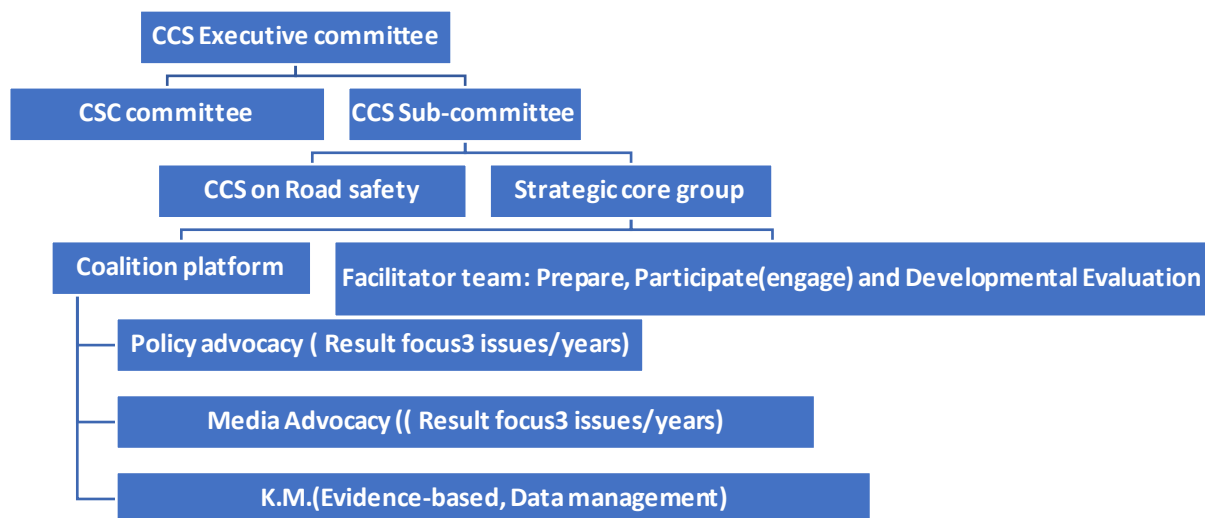 CCS Executive committee
CSC committee
CCS Sub-committee
CCS on Road safety
Strategic core group
Coalition platform
Facilitator team: Prepare, Participate(engage) and Developmental Evaluation
Policy advocacy ( Result focus3 issues/years)
Media Advocacy (( Result focus3 issues/years)
K.M.(Evidence-based, Data management)